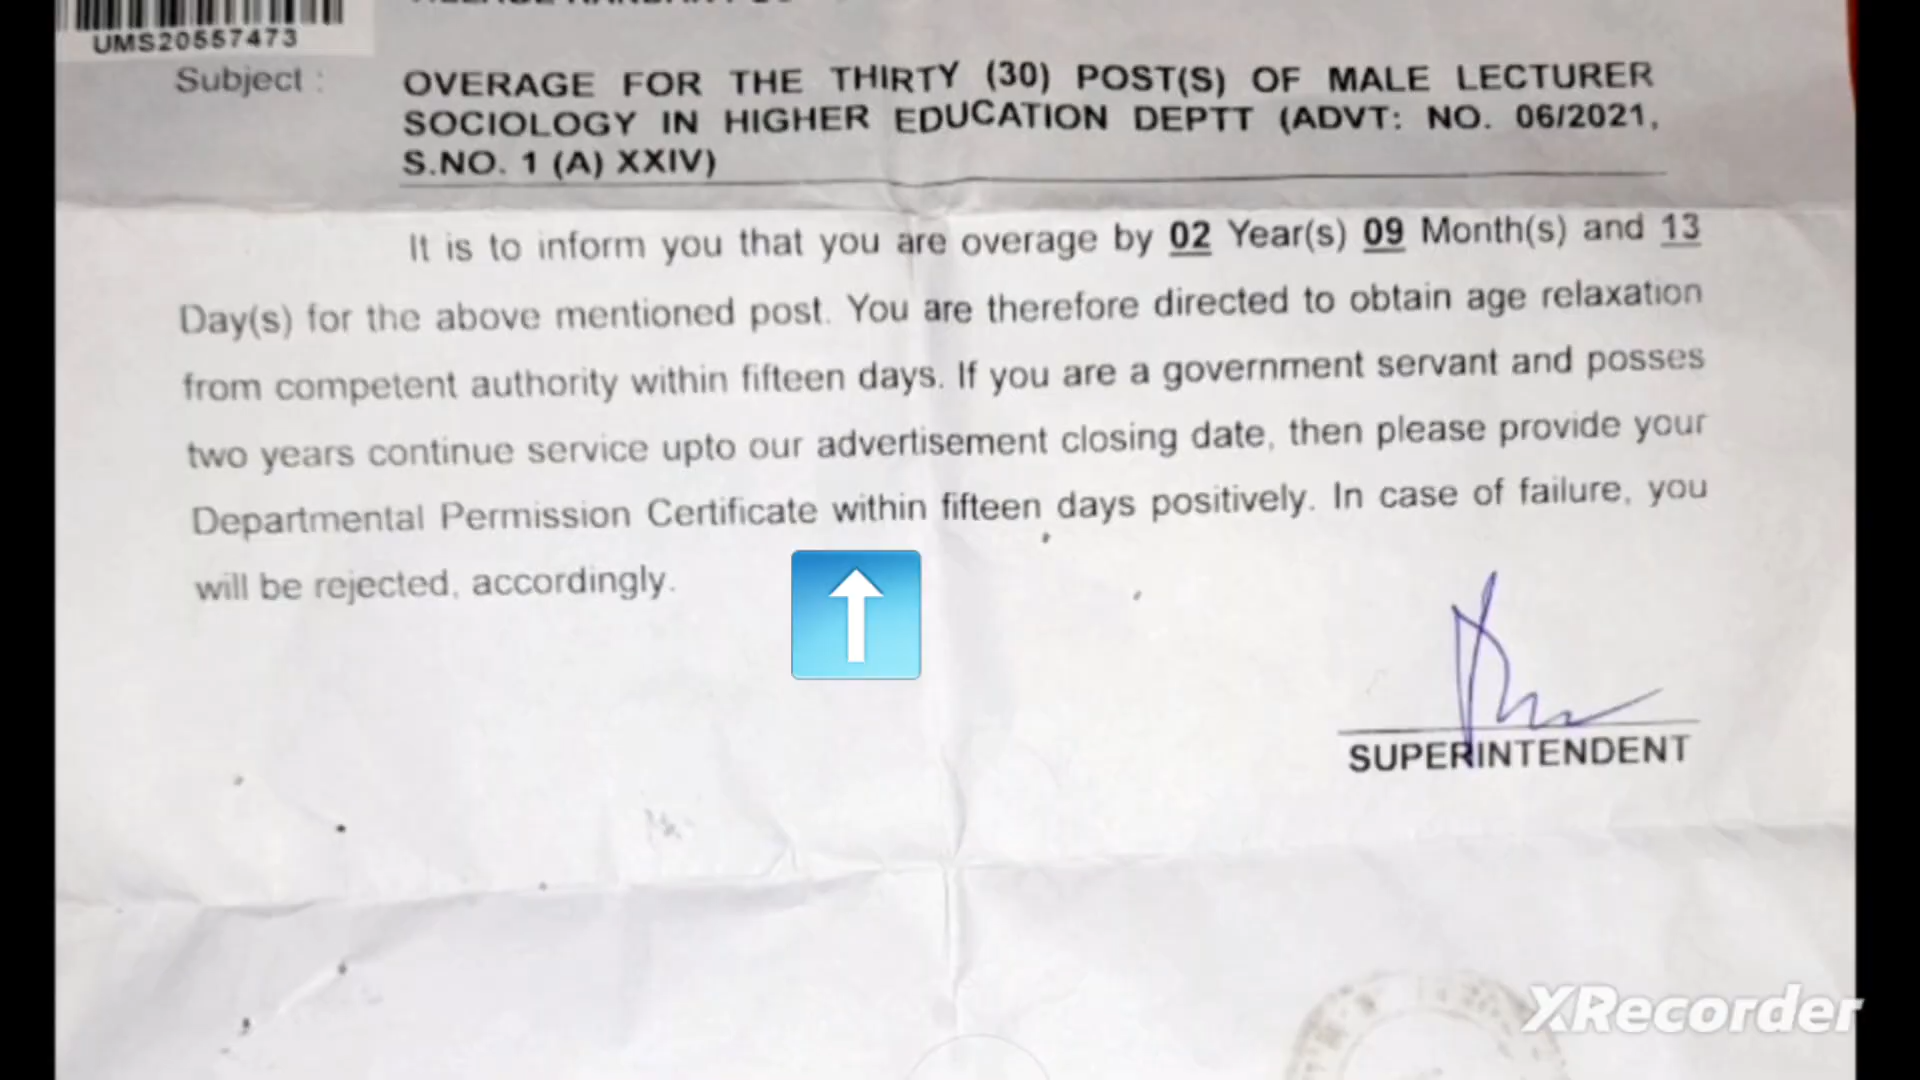 UMS20557473
Subject :
OVERAGE FOR THE THIRTY (30) POST(S) OF MALE LECTURER
SOCIOLOGY IN HIGHER EDUCATION DEPTT (ADVT: NO. 06/2021,
S.NO. 1 (A) XXIV)
It is to inform you that you are overage by 02 Year(s) 09 Month(s) and 13
Day(s) for the above mentioned post. You are therefore directed to obtain age relaxation
from competent authority within fifteen days. If you are a government servant and posses
two years continue service upto our advertisement closing date, then please provide your
Departmental Permission Certificate within fifteen days positively. In case of failure, you
will be rejected, accordingly.
SUPERINTENDENT
XRecorder